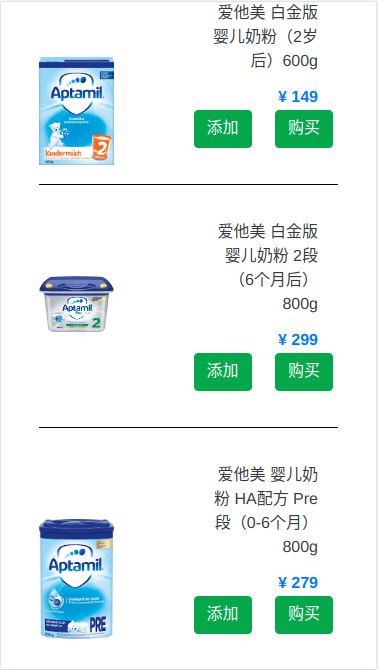 爱他美 白金版
婴儿奶粉（2岁
后）600g
¥ 149
添加 购买
Aptamil
Kindermilch
2
爱他美 白金版
婴儿奶粉 2段
（6个月后）
800g
¥ 299
添加 购买
Aptamil
2
爱他美 婴儿奶
粉 HA配方 Pre
段（0-6个月）
800g
¥ 279
添加 购买
Aptamil
PRE